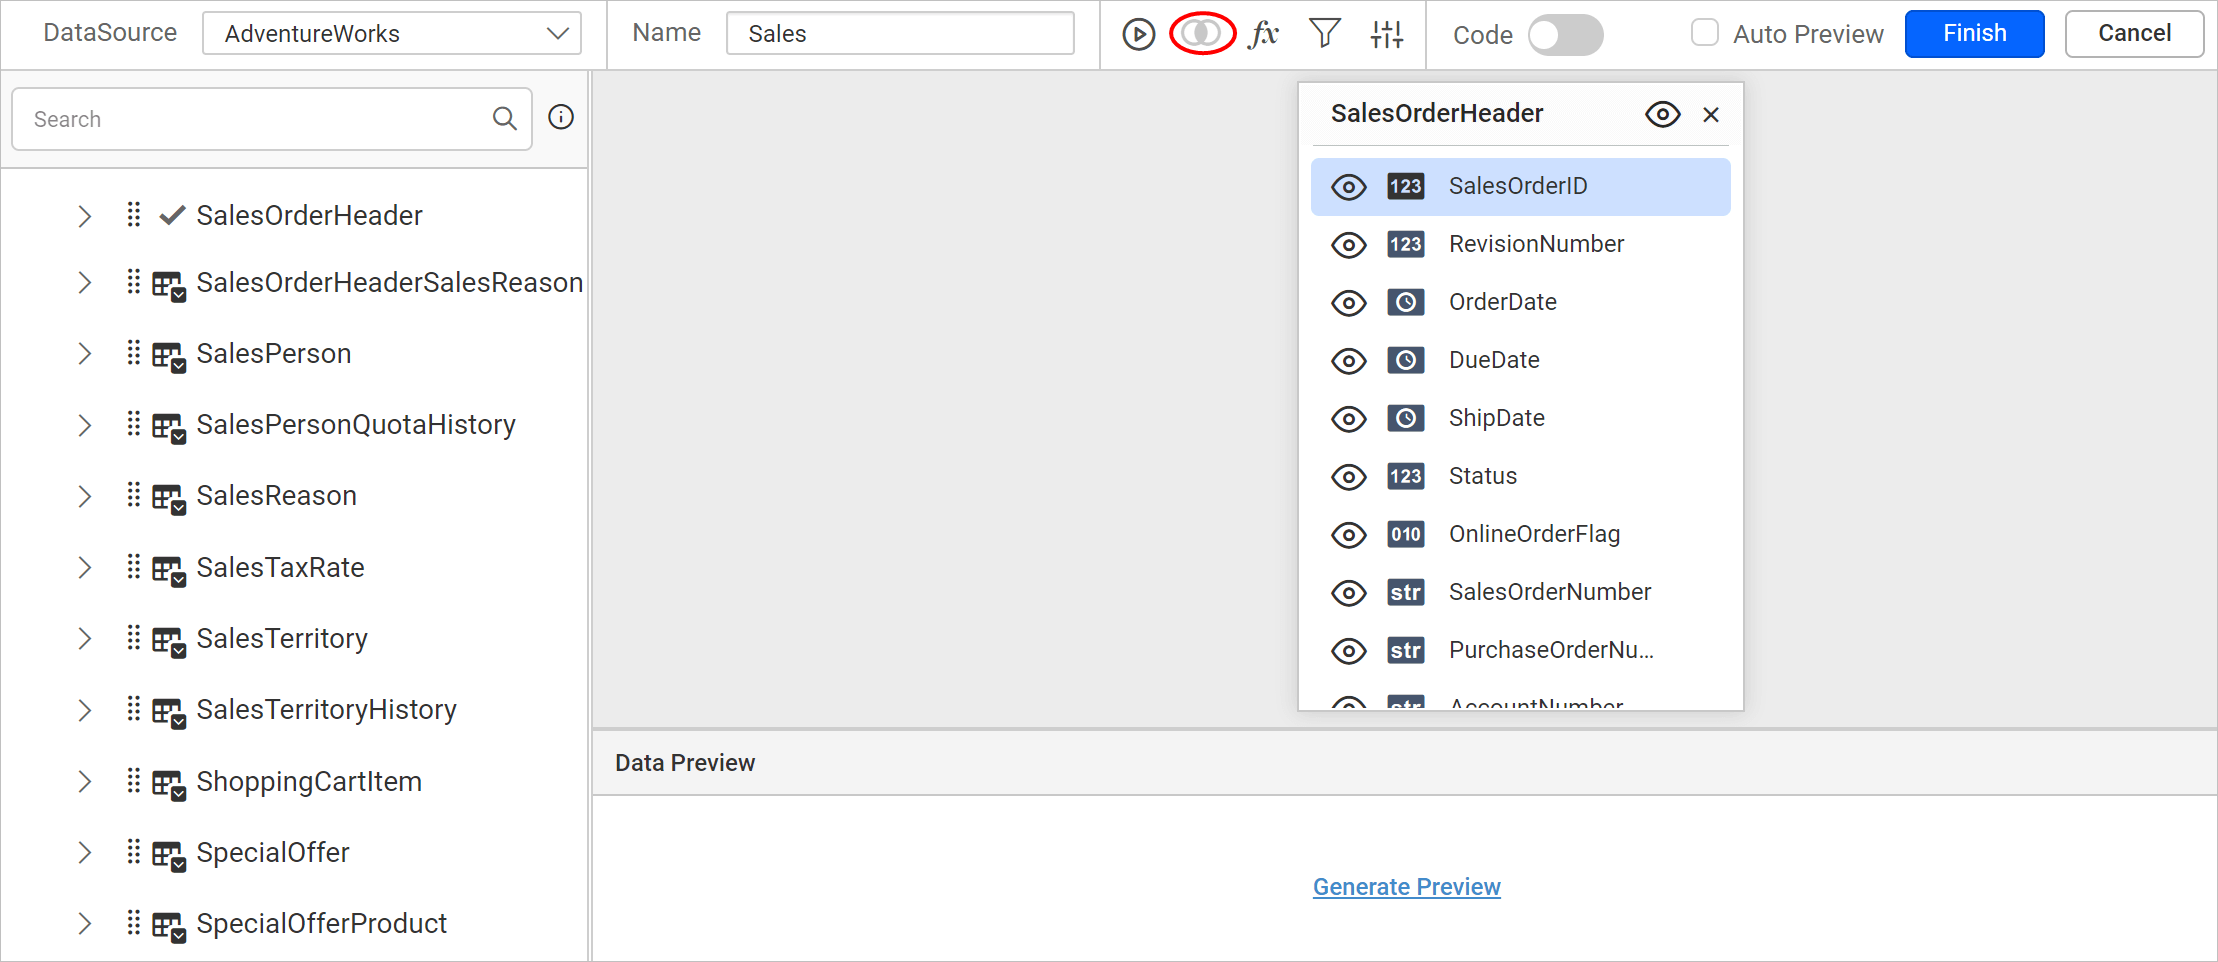 DataSource AdventureWorks Name Sales fx Code Auto Preview Finish Cancel
Search
SalesOrderHeader
SalesOrderHeaderSalesReason
SalesPerson
SalesPersonQuotaHistory
SalesReason
SalesTaxRate
SalesTerritory
SalesTerritoryHistory
ShoppingCartItem
SpecialOffer
SpecialOfferProduct
SalesOrderHeader
123 SalesOrderID
123 RevisionNumber
OrderDate
DueDate
ShipDate
123 Status
010 OnlineOrderFlag
str SalesOrderNumber
str PurchaseOrderNu...
str AccountNumber
Data Preview
Generate Preview